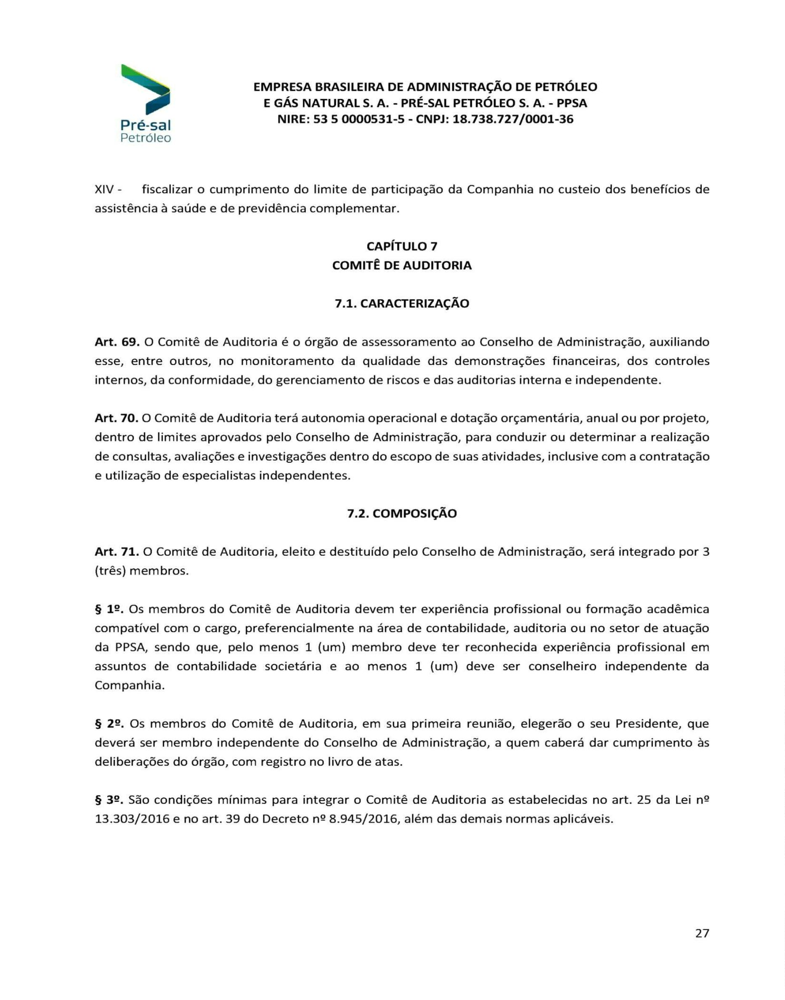 Pré-sal
Petróleo
EMPRESA BRASILEIRA DE ADMINISTRAÇÃO DE PETRÓLEO
E GÁS NATURAL S. A. - PRÉ-SAL PETRÓLEO S. A. - PPSA
NIRE: 53 5 0000531-5 - CNPJ: 18.738.727/0001-36
XIV - fiscalizar o cumprimento do limite de participação da Companhia no custeio dos benefícios de
assistência à saúde e de previdência complementar.
CAPÍTULO 7
COMITÊ DE AUDITORIA
7.1. CARACTERIZAÇÃO
Art. 69. O Comitê de Auditoria é o órgão de assessoramento ao Conselho de Administração, auxiliando
esse, entre outros, no monitoramento da qualidade das demonstrações financeiras, dos controles
internos, da conformidade, do gerenciamento de riscos e das auditorias interna e independente.
Art. 70. O Comitê de Auditoria terá autonomia operacional e dotação orçamentária, anual ou por projeto,
dentro de limites aprovados pelo Conselho de Administração, para conduzir ou determinar a realização
de consultas, avaliações e investigações dentro do escopo de suas atividades, inclusive com a contratação
e utilização de especialistas independentes.
7.2. COMPOSIÇÃO
Art. 71. O Comitê de Auditoria, eleito e destituído pelo Conselho de Administração, será integrado por 3
(três) membros.
§ 1º. Os membros do Comitê de Auditoria devem ter experiência profissional ou formação acadêmica
compatível com o cargo, preferencialmente na área de contabilidade, auditoria ou no setor de atuação
da PPSA, sendo que, pelo menos 1 (um) membro deve ter reconhecida experiência profissional em
assuntos de contabilidade societária e ao menos 1 (um) deve ser conselheiro independente da
Companhia.
§ 2º. Os membros do Comitê de Auditoria, em sua primeira reunião, elegerão o seu Presidente, que
deverá ser membro independente do Conselho de Administração, a quem caberá dar cumprimento às
deliberações do órgão, com registro no livro de atas.
§ 3º. São condições mínimas para integrar o Comitê de Auditoria as estabelecidas no art. 25 da Lei nº
13.303/2016 e no art. 39 do Decreto nº 8.945/2016, além das demais normas aplicáveis.
27